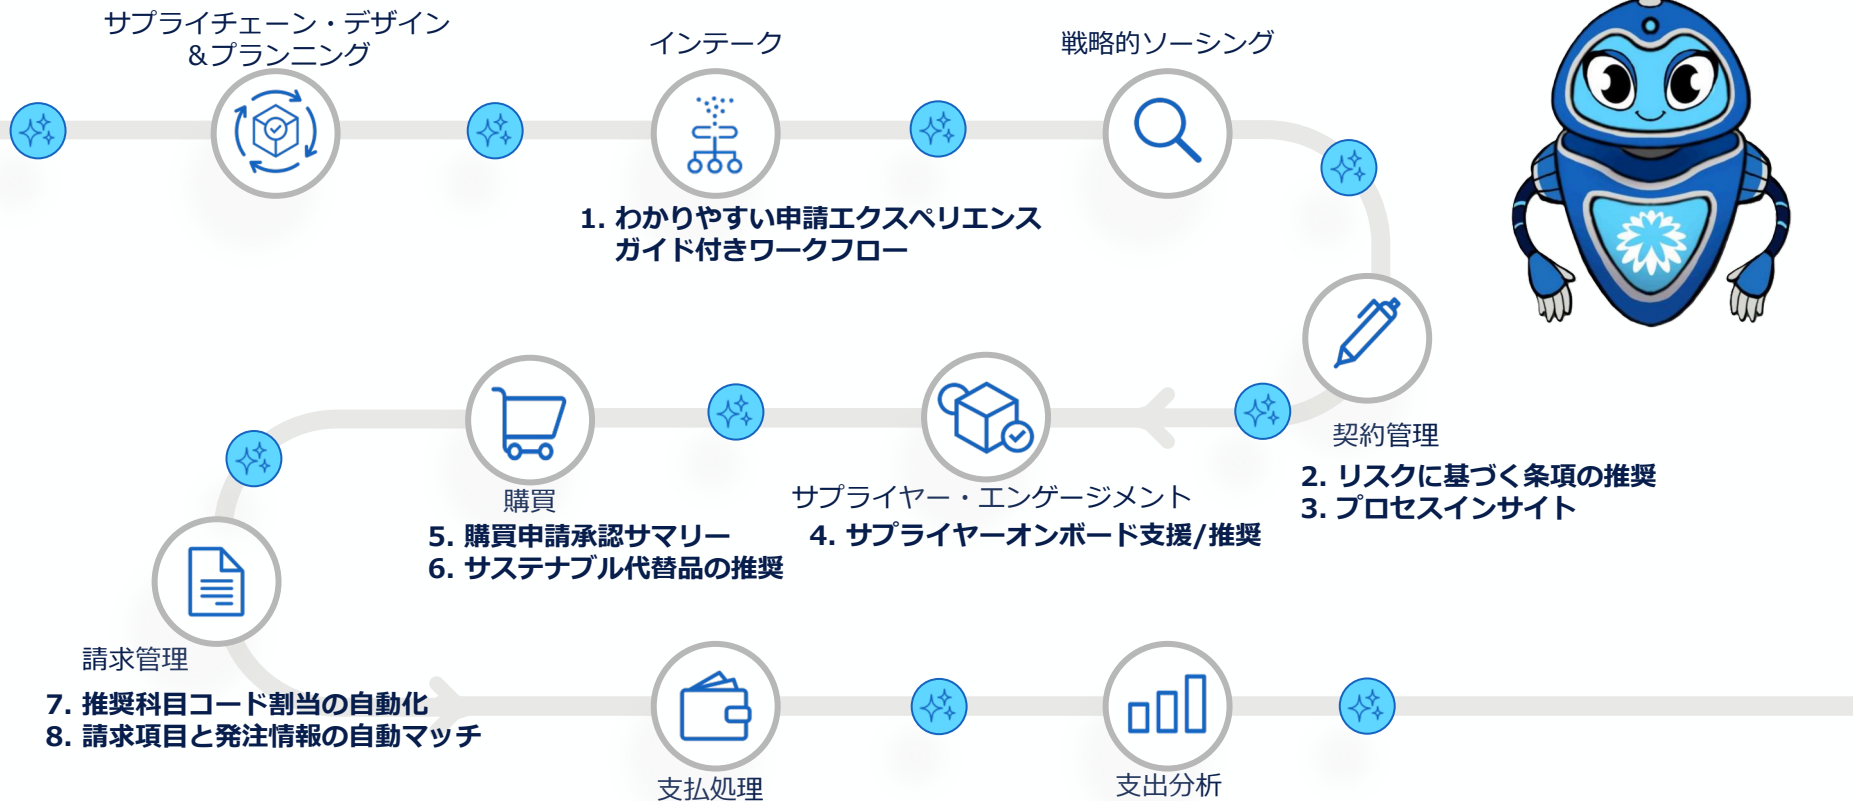 サプライチェーン・デザイン
&プランニング
インテーク
戦略的ソーシング
1. わかりやすい申請エクスペリエンス
ガイド付きワークフロー
契約管理
2. リスクに基づく条項の推奨
3. プロセスインサイト
サプライヤー・エンゲージメント
4. サプライヤーオンボード支援/推奨
購買
5. 購買申請承認サマリー
6. サステナブル代替品の推奨
請求管理
7. 推奨科目コード割当の自動化
8. 請求項目と発注情報の自動マッチ
支払処理
支出分析